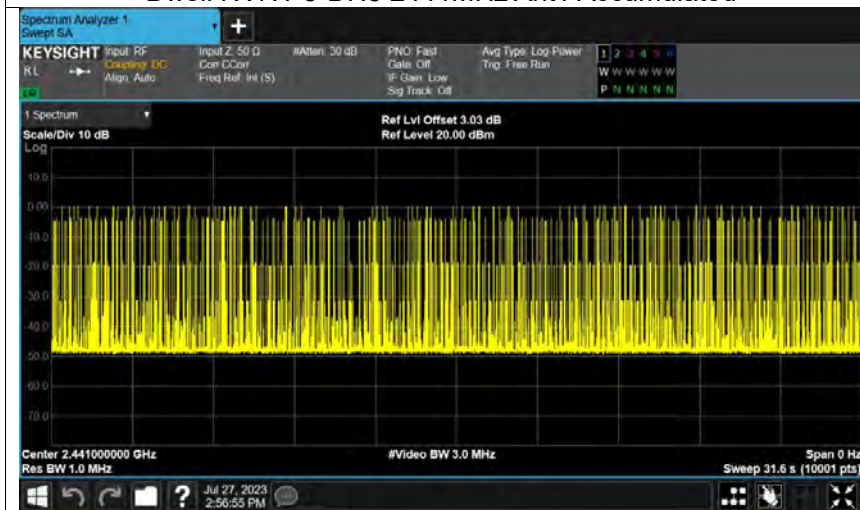 Spectrum Analyzer 1
Swept SA
+
KEYSIGHT Input: RF Input Z: 50 Ω #Atten: 30 dB PNO: Fast Avg Type: Log-Power 1 2 3 4 5 6
RL Coupling: DC Corr CCorr Gate: Off Trig: Free Run W W W W W W
Align: Auto Freq Ref: Int (S) IF Gain: Low P N N N N N
Sig Track: Off
1 Spectrum
Ref Lvl Offset 3.03 dB
Scale/Div 10 dB Ref Level 20.00 dBm
Log
10.0
0.00
-10.0
-20.0
-30.0
-40.0
-50.0
-60.0
-70.0
Center 2.441000000 GHz #Video BW 3.0 MHz Span 0 Hz
Res BW 1.0 MHz Sweep 31.6 s (10001 pts)
? Jul 27, 2023
2:56:55 PM